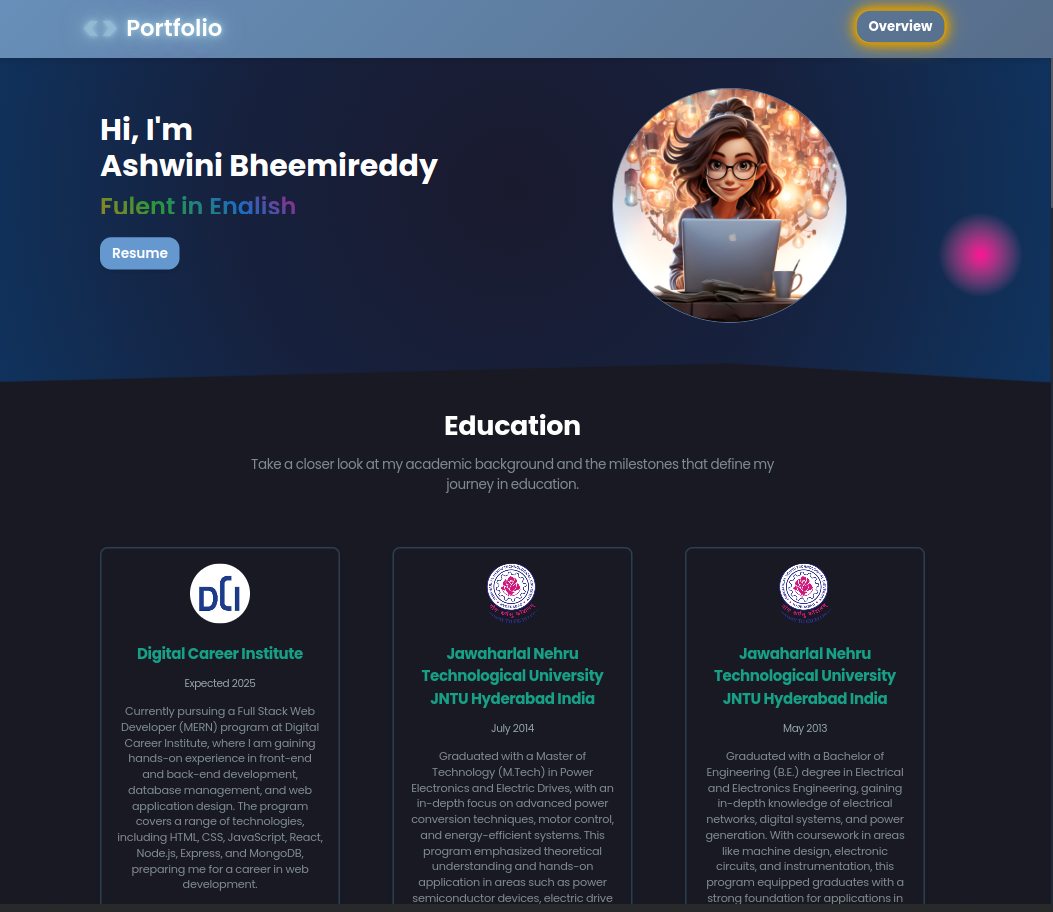 Portfolio
Overview
Hi, I'm
Ashwini Bheemireddy
Fulent in English
Resume
Education
Take a closer look at my academic background and the milestones that define my
journey in education.
DCI
Digital Career Institute
Expected 2025
Currently pursuing a Full Stack Web
Developer (MERN) program at Digital
Career Institute, where I am gaining
hands-on experience in front-end
and back-end development,
database management, and web
application design. The program
covers a range of technologies,
including HTML, CSS, JavaScript, React,
Node.js, Express, and MongoDB,
preparing me for a career in web
development.
Jawaharlal Nehru
Technological University
JNTU Hyderabad India
July 2014
Graduated with a Master of
Technology (M.Tech) in Power
Electronics and Electric Drives, with an
in-depth focus on advanced power
conversion techniques, motor control,
and energy-efficient systems. This
program emphasized theoretical
understanding and hands-on
application in areas such as power
semiconductor devices, electric drive
Jawaharlal Nehru
Technological University
JNTU Hyderabad India
May 2013
Graduated with a Bachelor of
Engineering (B.E.) degree in Electrical
and Electronics Engineering, gaining
in-depth knowledge of electrical
networks, digital systems, and power
generation. With coursework in areas
like machine design, electronic
circuits, and instrumentation, this
program equipped graduates with a
strong foundation for applications in